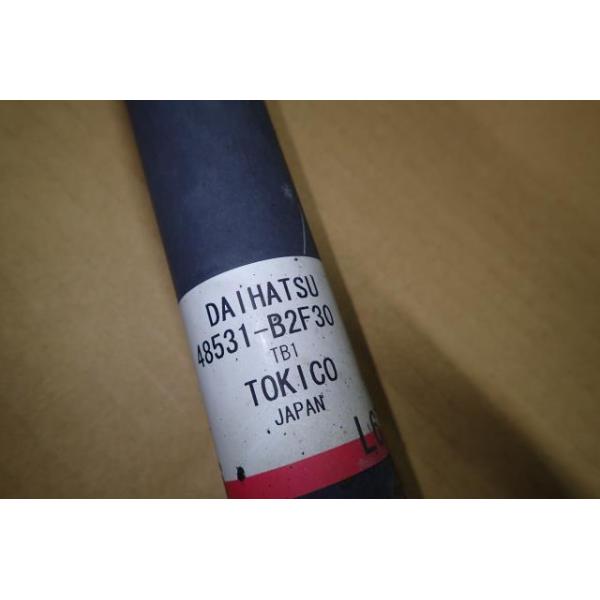 DAIHATSU
48531-B2F30
TB1
TOKICO
JAPAN